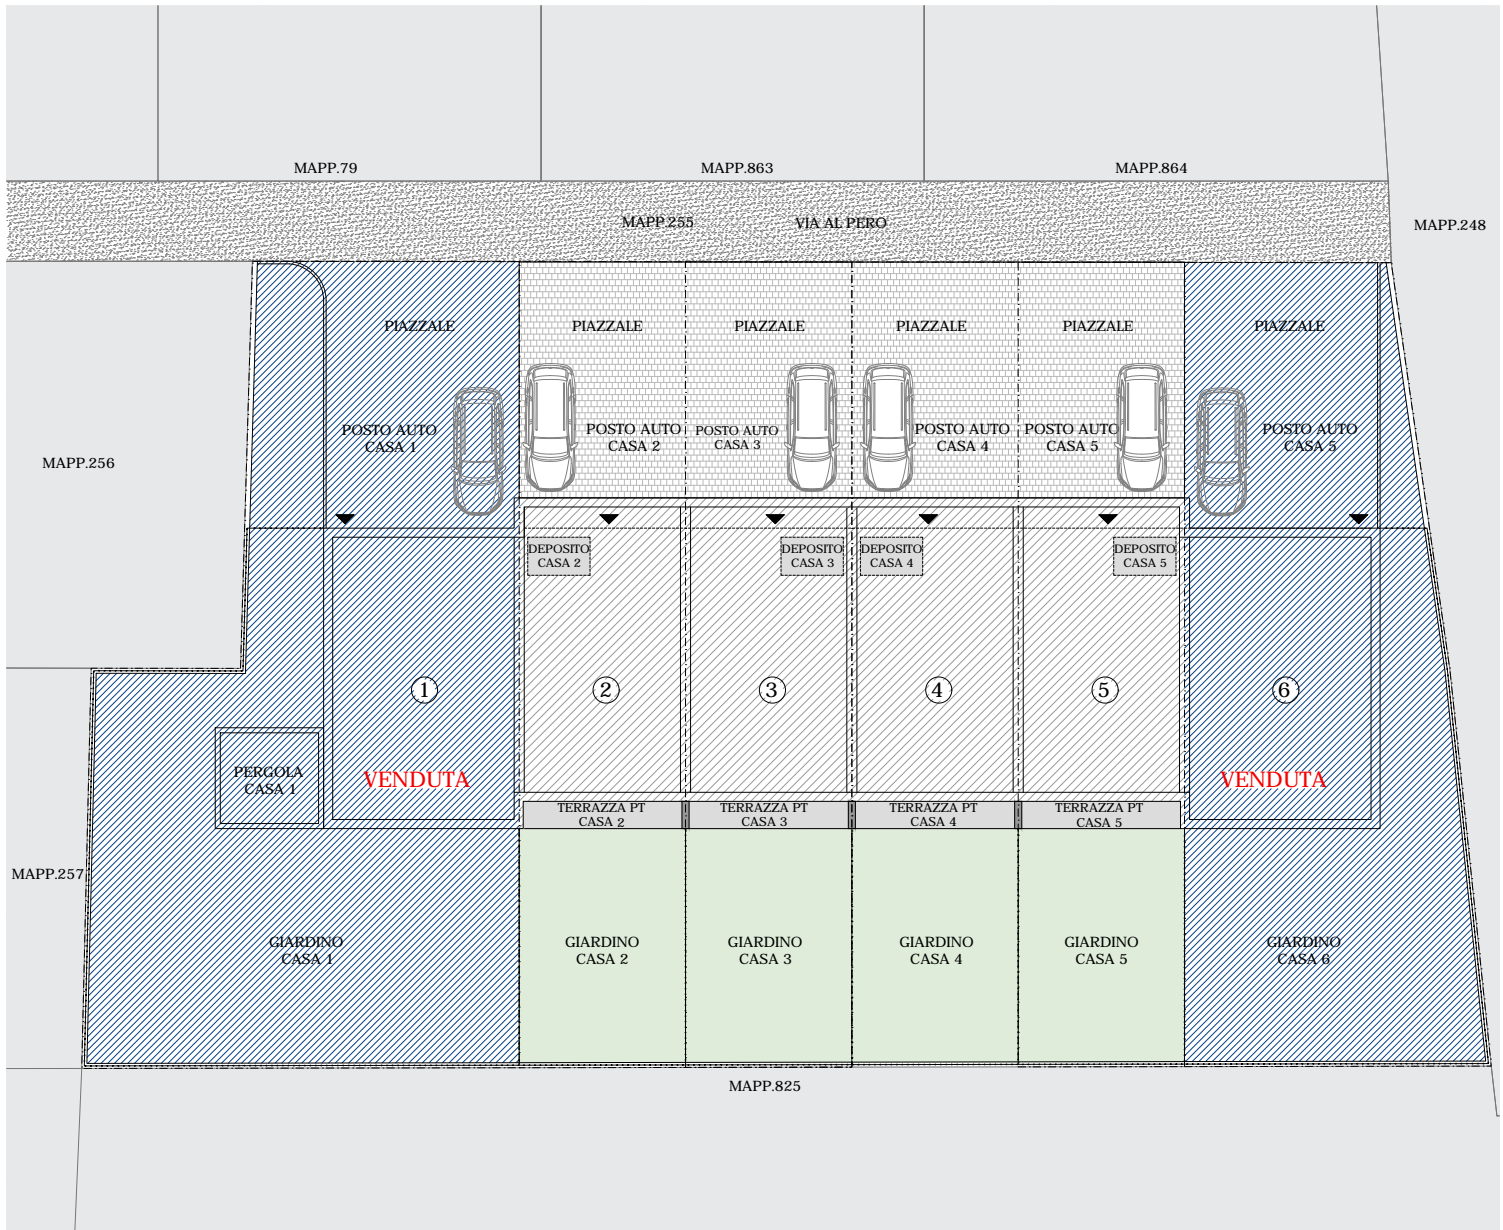 MAPP.79
MAPP.863
MAPP.864
MAPP.255
VIA AL PERO
MAPP.248
PIAZZALE
PIAZZALE
PIAZZALE
PIAZZALE
PIAZZALE
PIAZZALE
POSTO AUTO
CASA 1
POSTO AUTO
CASA 2
POSTO AUTO
CASA 3
POSTO AUTO
CASA 4
POSTO AUTO
CASA 5
POSTO AUTO
CASA 5
MAPP.256
DEPOSITO
CASA 2
DEPOSITO
CASA 3
DEPOSITO
CASA 4
DEPOSITO
CASA 5
1
2
3
4
5
6
PERGOLA
CASA 1
VENDUTA
VENDUTA
TERRAZZA PT
CASA 2
TERRAZZA PT
CASA 3
TERRAZZA PT
CASA 4
TERRAZZA PT
CASA 5
MAPP.257
GIARDINO
CASA 1
GIARDINO
CASA 2
GIARDINO
CASA 3
GIARDINO
CASA 4
GIARDINO
CASA 5
GIARDINO
CASA 6
MAPP.825